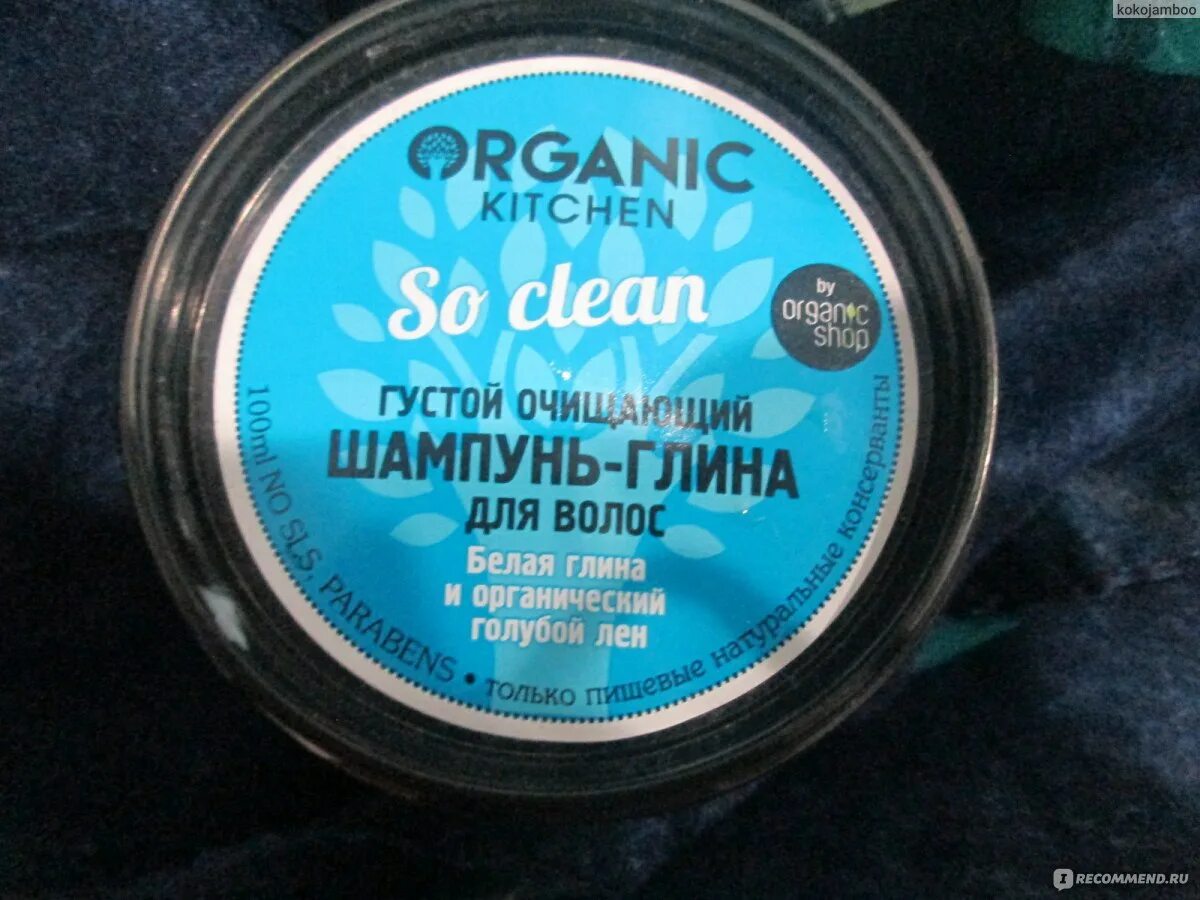 kokojamboo
ORGANIC
KITCHEN
So clean
by
organic
shop
ГУСТОЙ ОЧИЩАЮЩИЙ
ШАМПУНЬ-ГЛИНА
ДЛЯ ВОЛОС
Белая глина
и органический
голубой лен
100ml NO SLS, PARABENS • только пищевые натуральные консерванты
IRECOMMEND.RU